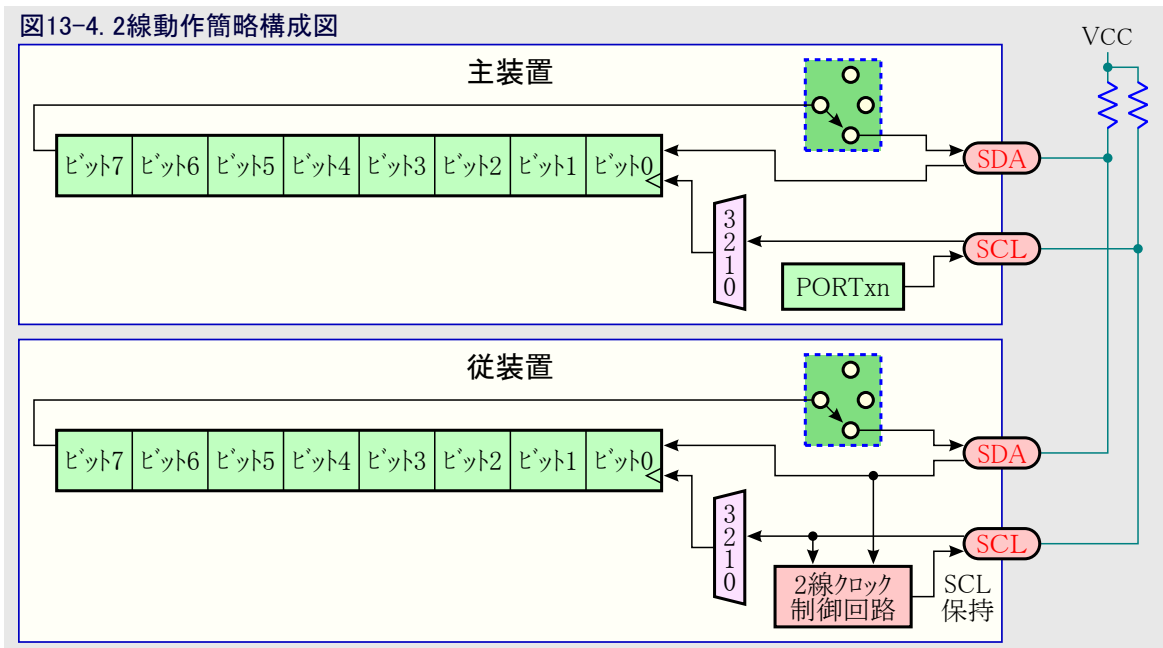 図13-4. 2線動作簡略構成図
VCC
主装置
ビット7 ビット6 ビット5 ビット4 ビット3 ビット2 ビット1 ビット0
SDA
3
2
1
0
SCL
PORTxn
従装置
ビット7 ビット6 ビット5 ビット4 ビット3 ビット2 ビット1 ビット0
SDA
3
2
1
0
SCL
2線クロック
制御回路
SCL
保持